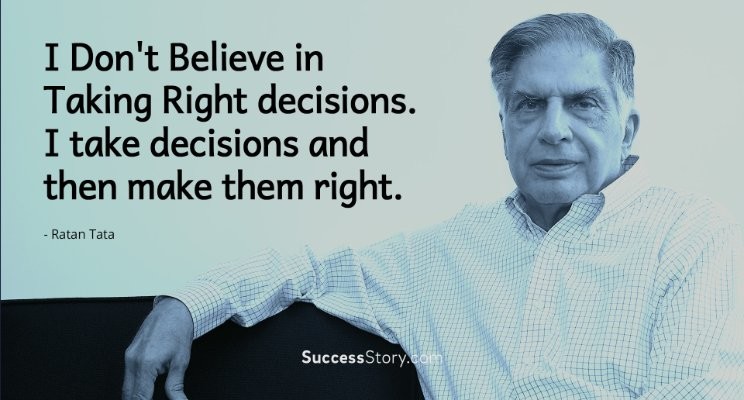 I Don't Believe in
Taking Right decisions.
I take decisions and
then make them right.
- Ratan Tata
SuccessStory.com